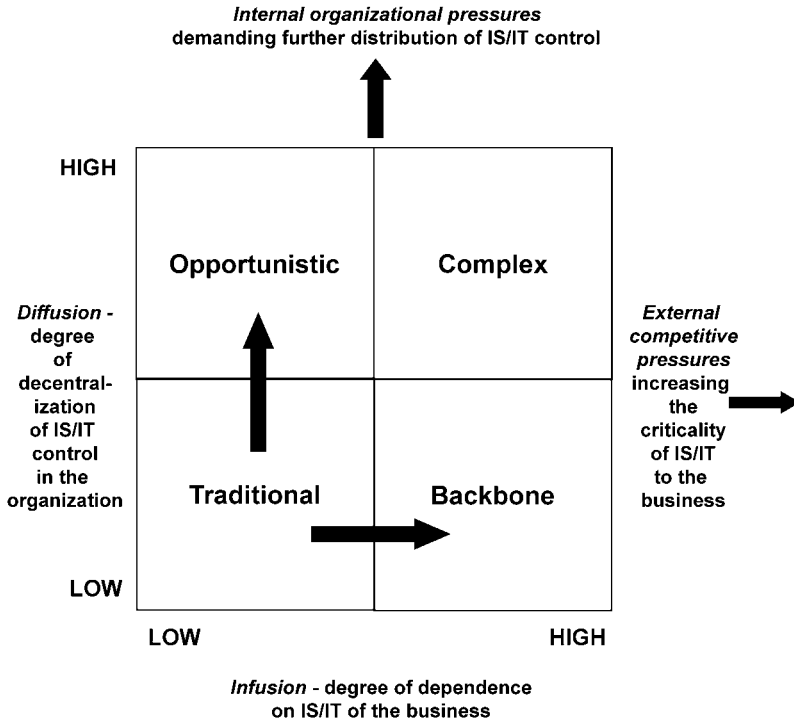 Internal organizational pressures
demanding further distribution of IS/IT control
HIGH
Opportunistic
Complex
Diffusion -
degree
of
decentral-
ization
of IS/IT
control
in the
organization
External
competitive
pressures
increasing
the
criticality
of IS/IT
to the
business
Traditional
Backbone
LOW
LOW
HIGH
Infusion - degree of dependence
on IS/IT of the business